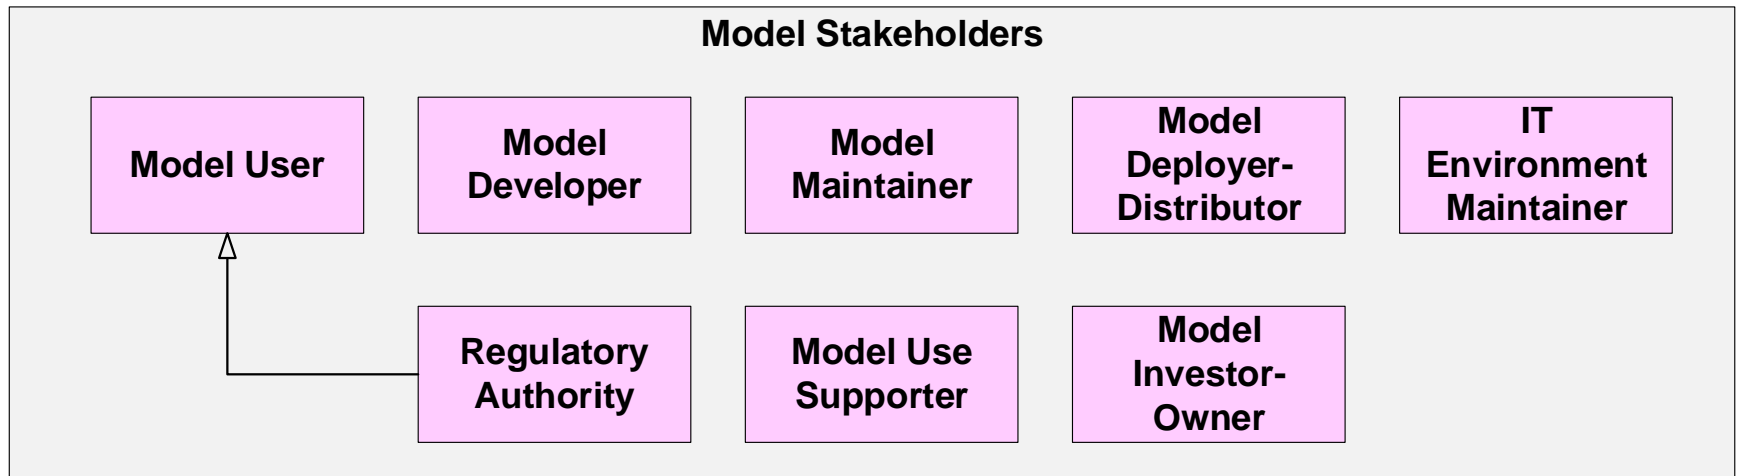 Model Stakeholders
Model User
Model
Developer
Model
Maintainer
Model
Deployer-
Distributor
IT
Environment
Maintainer
Regulatory
Authority
Model Use
Supporter
Model
Investor-
Owner